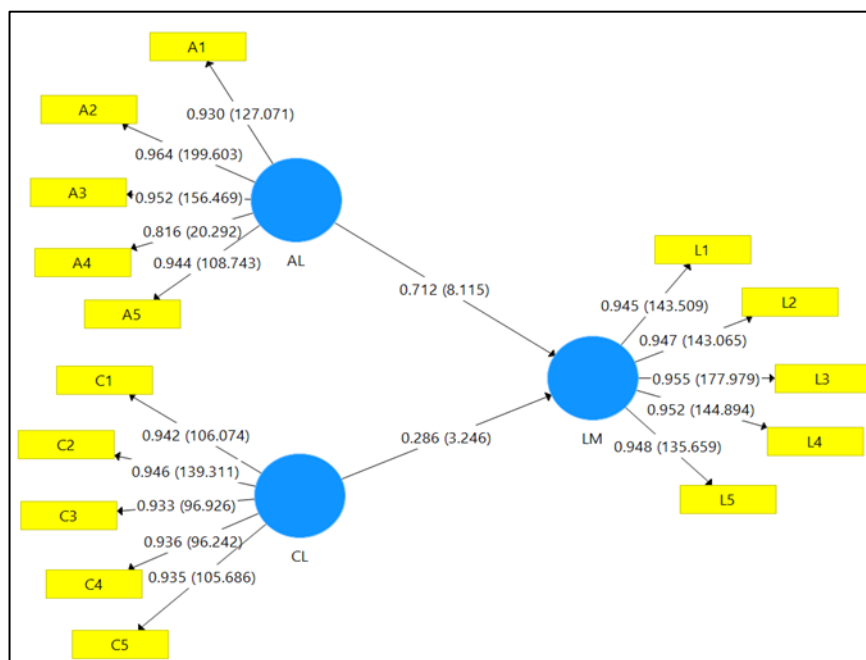 A1
0.930 (127.071)
A2
0.964 (199.603)
A3
0.952 (156.469)
A4
0.816 (20.292)
A5
0.944 (108.743)
AL
0.712 (8.115)
C1
0.942 (106.074)
C2
0.946 (139.311)
C3
0.933 (96.926)
C4
0.936 (96.242)
C5
0.935 (105.686)
CL
0.286 (3.246)
LM
L1
0.945 (143.509)
L2
0.947 (143.065)
L3
0.955 (177.979)
L4
0.952 (144.894)
L5
0.948 (135.659)